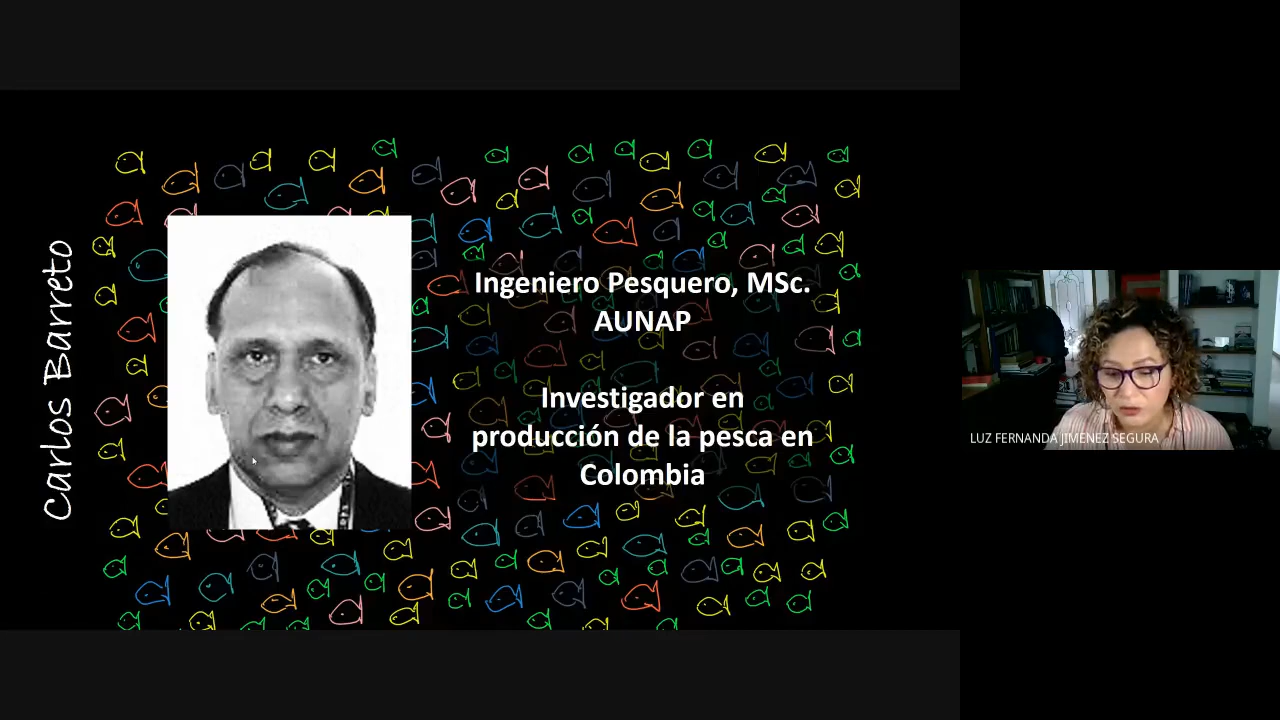 Carlos Barreto
Ingeniero Pesquero, MSc.
AUNAP
Investigador en
producción de la pesca en
Colombia
LUZ FERNANDA JIMENEZ SEGURA